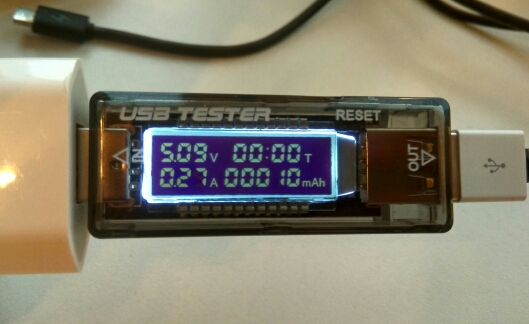 USB TESTER RESET
IN
5.09V 00:00T
0.27A 00010mAh
OUT